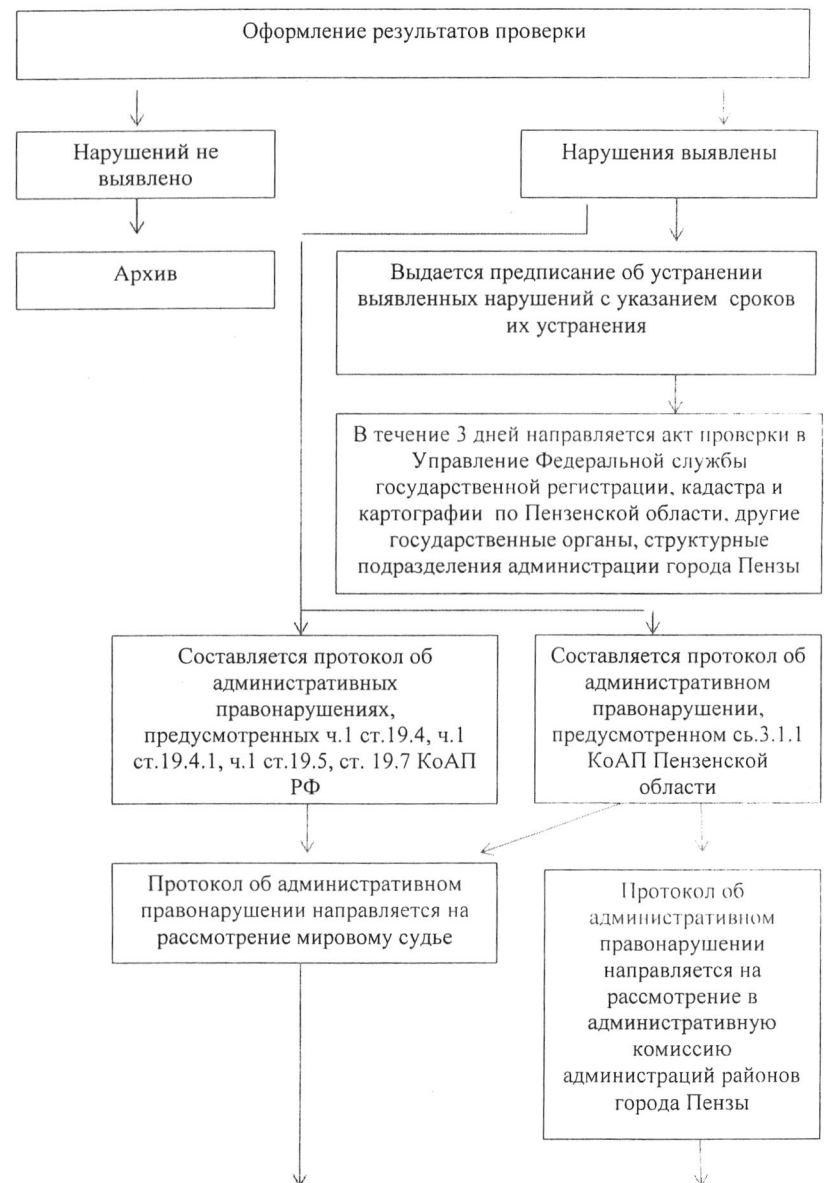 Оформление результатов проверки
Нарушений не
выявлено
Нарушения выявлены
Архив
Выдается предписание об устранении
выявленных нарушений с указанием сроков
их устранения
В течение 3 дней направляется акт проверки в
Управление Федеральной службы
государственной регистрации, кадастра и
картографии по Пензенской области, другие
государственные органы, структурные
подразделения администрации города Пензы
Составляется протокол об
административных
правонарушениях,
предусмотренных ч.1 ст.19.4, ч.1
ст.19.4.1, ч.1 ст.19.5, ст. 19.7 КоАП
РФ
Составляется протокол об
административном
правонарушении,
предусмотренном сь.3.1.1
КоАП Пензенской
области
Протокол об административном
правонарушении направляется на
рассмотрение мировому судье
Протокол об
административном
правонарушении
направляется на
рассмотрение в
административную
комиссию
администраций районов
города Пензы